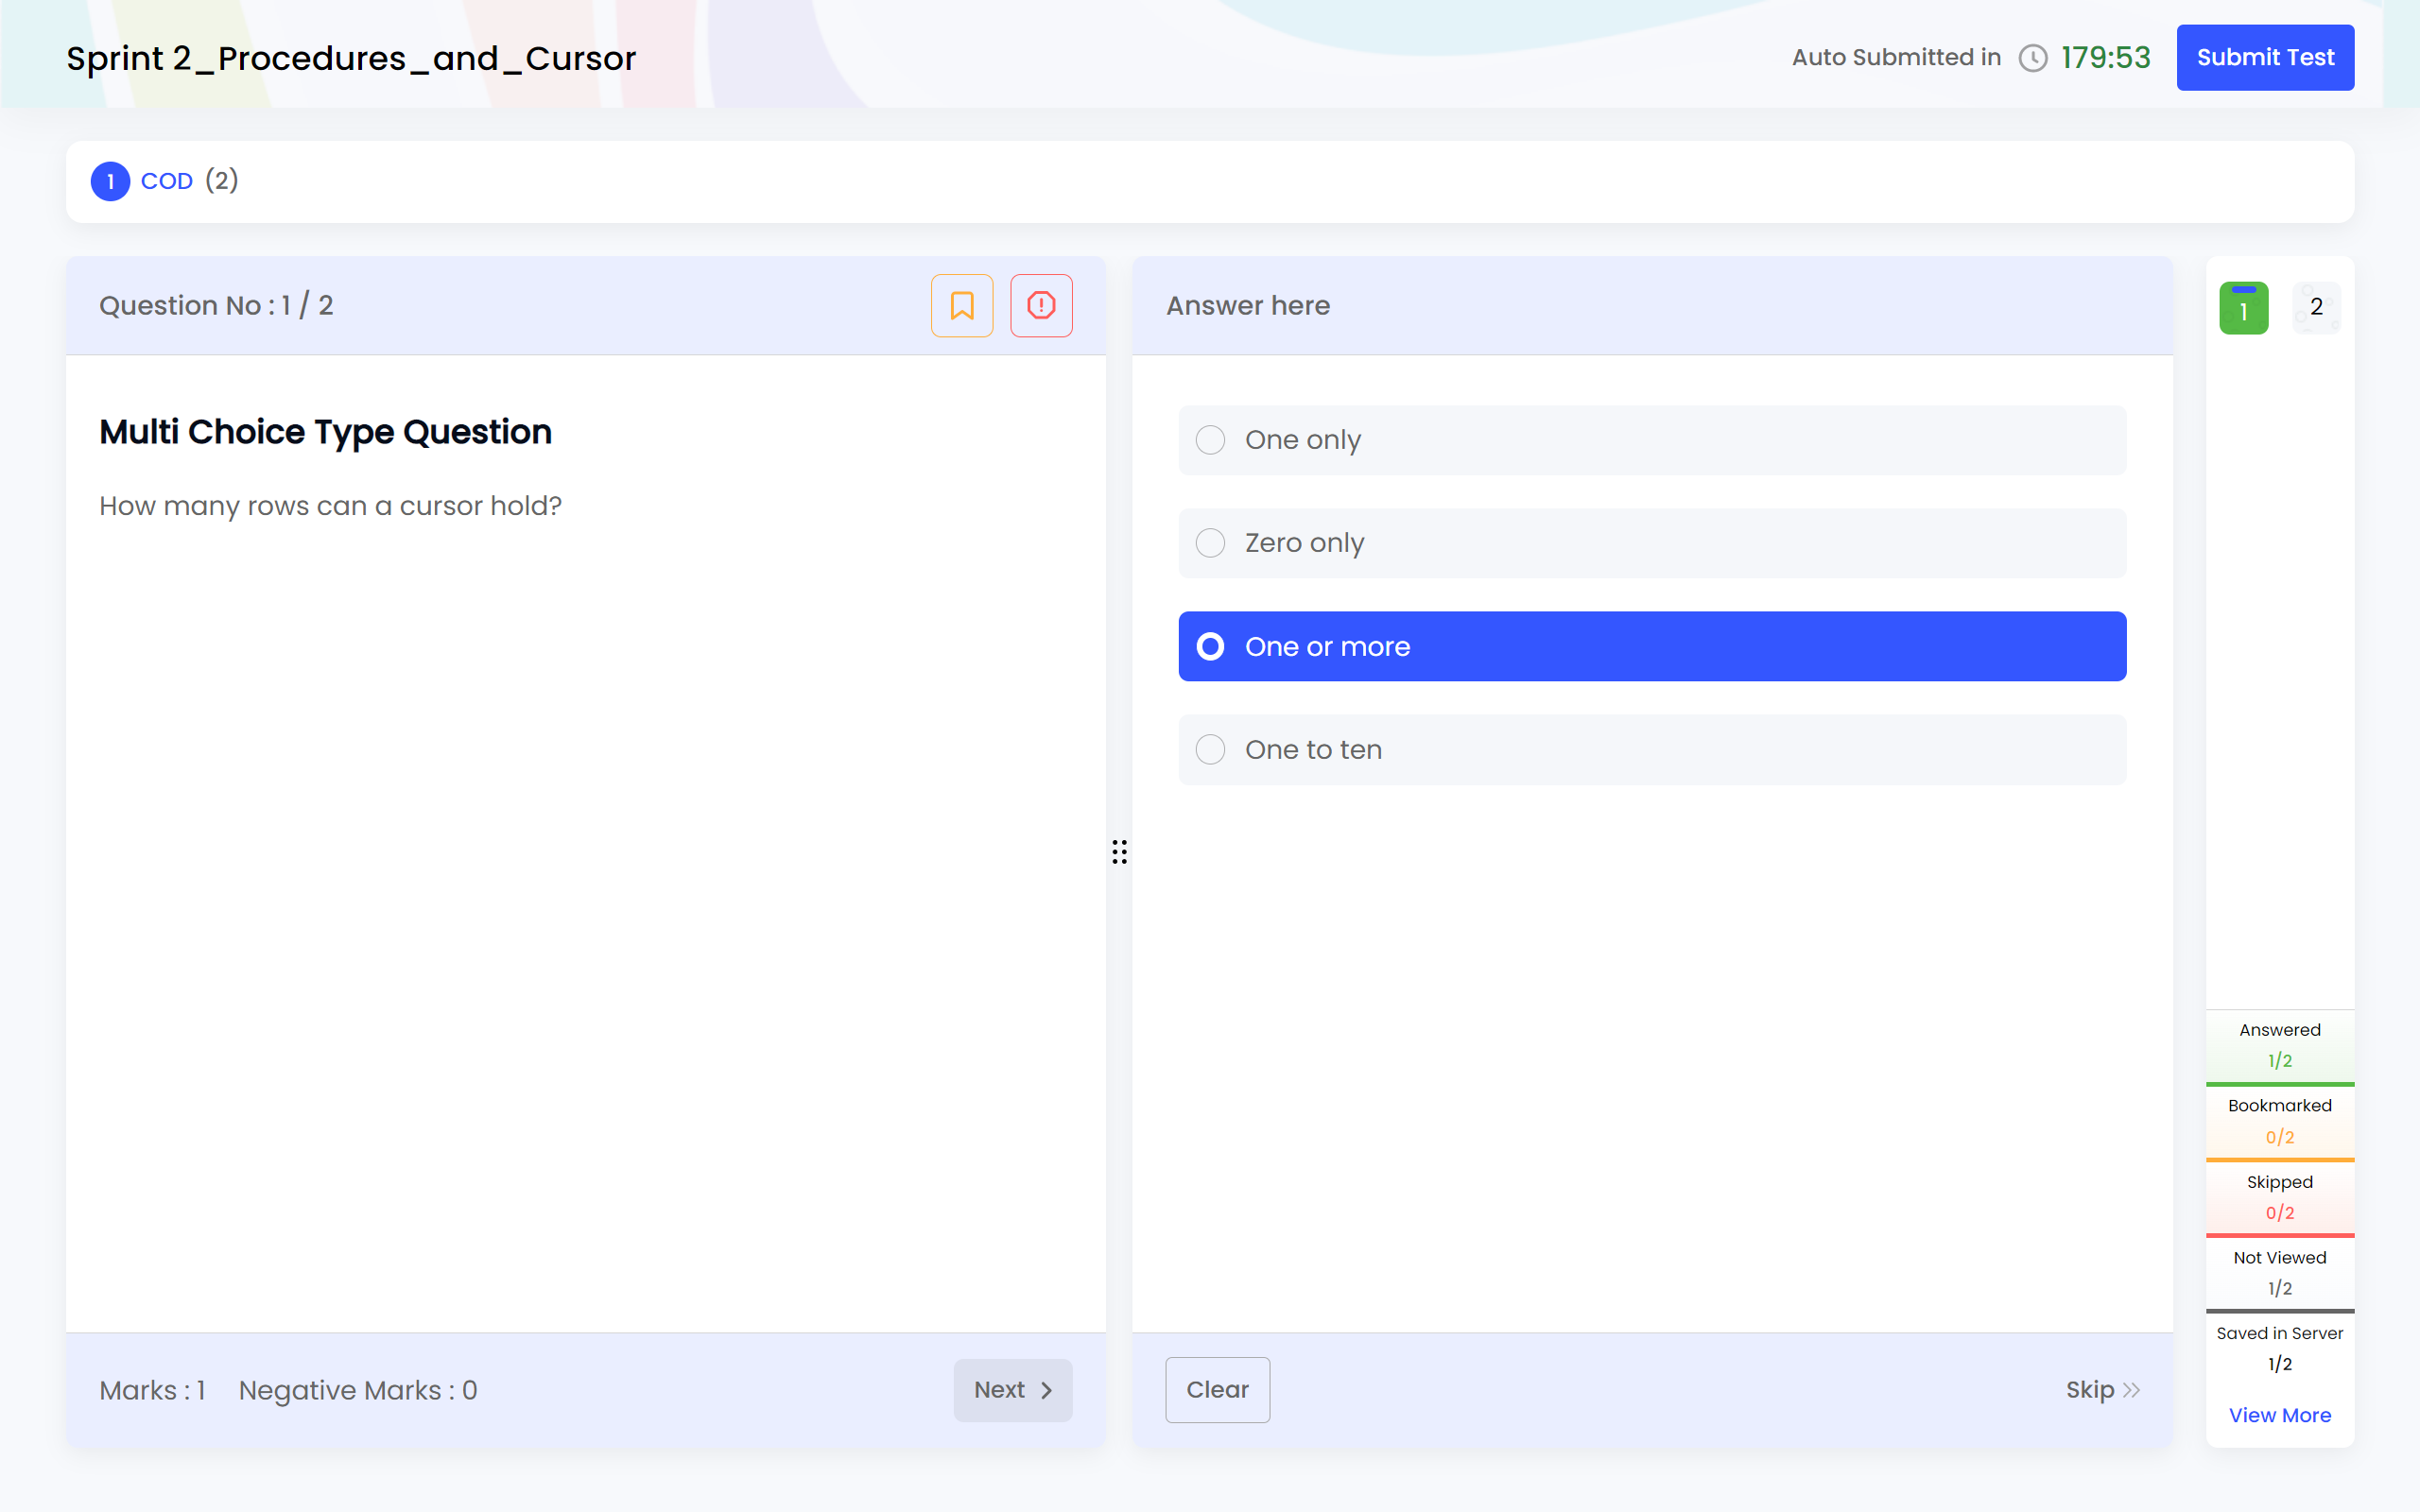 Sprint 2_Procedures_and_Cursor
Auto Submitted in 179:53
Submit Test
1 COD (2)
Question No : 1 / 2
Multi Choice Type Question
How many rows can a cursor hold?
Marks : 1 Negative Marks : 0
Next
Answer here
One only
Zero only
One or more
One to ten
Clear
Skip
1 2
Answered
1/2
Bookmarked
0/2
Skipped
0/2
Not Viewed
1/2
Saved in Server
1/2
View More